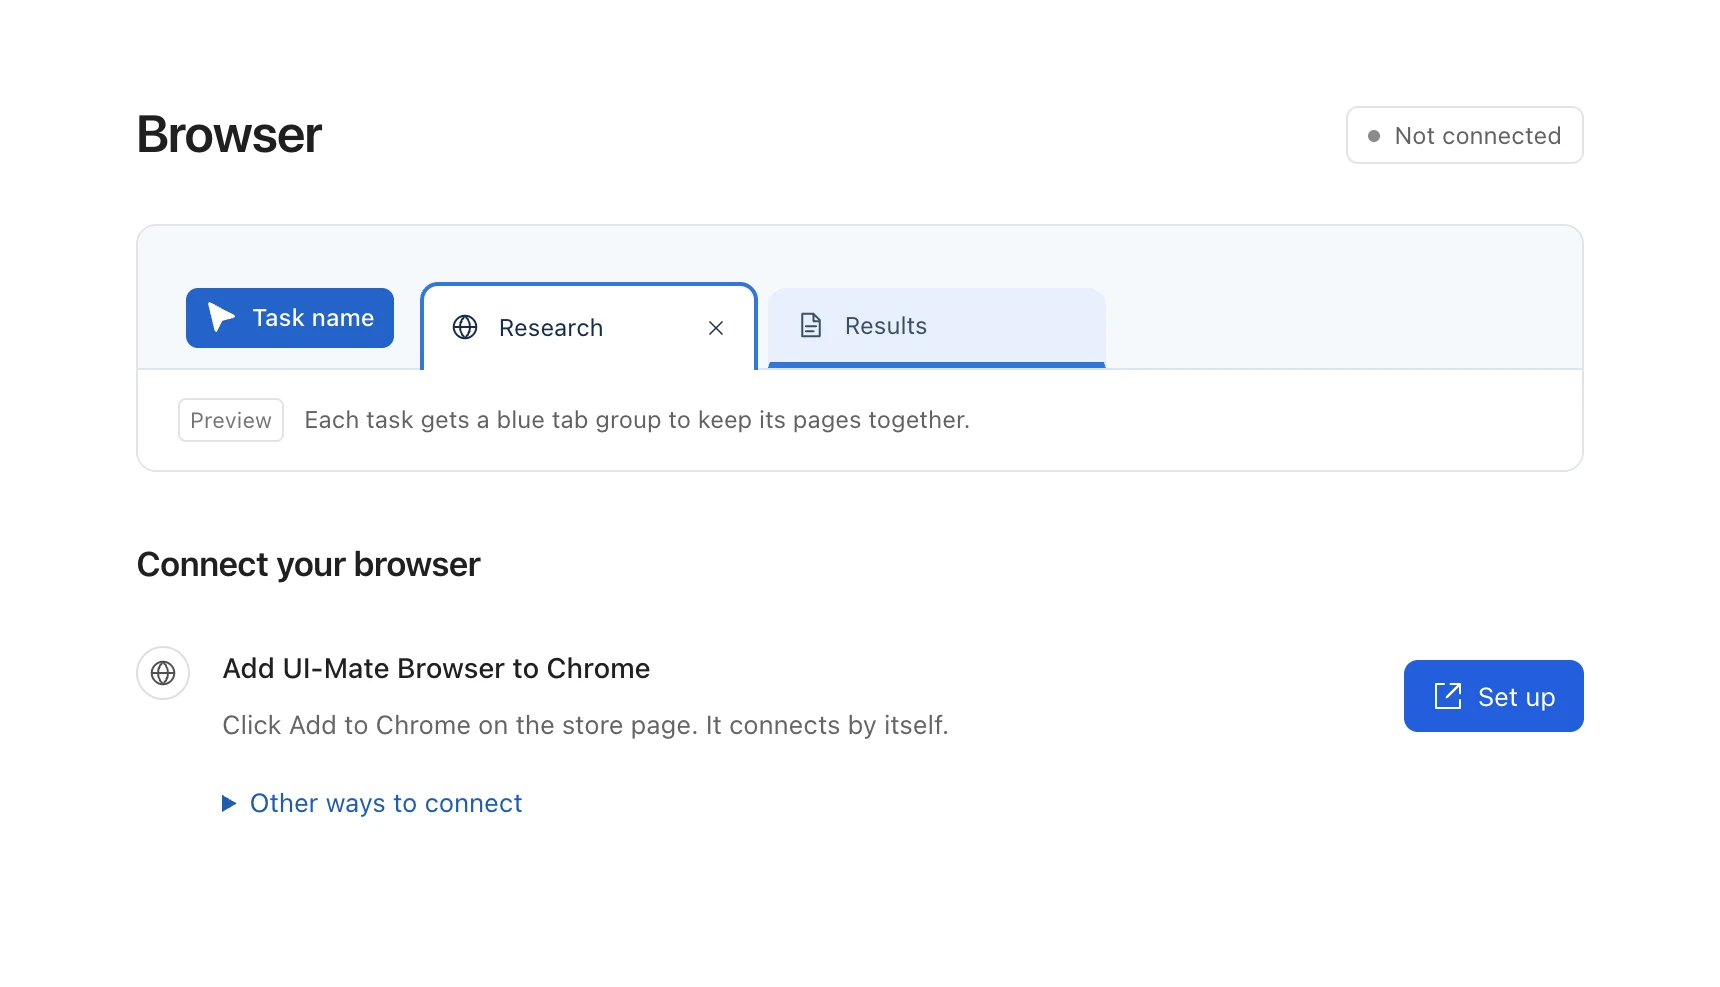 Browser
Not connected
Task name
Research
Results
Preview
Each task gets a blue tab group to keep its pages together.
Connect your browser
Add UI-Mate Browser to Chrome
Click Add to Chrome on the store page. It connects by itself.
Set up
Other ways to connect